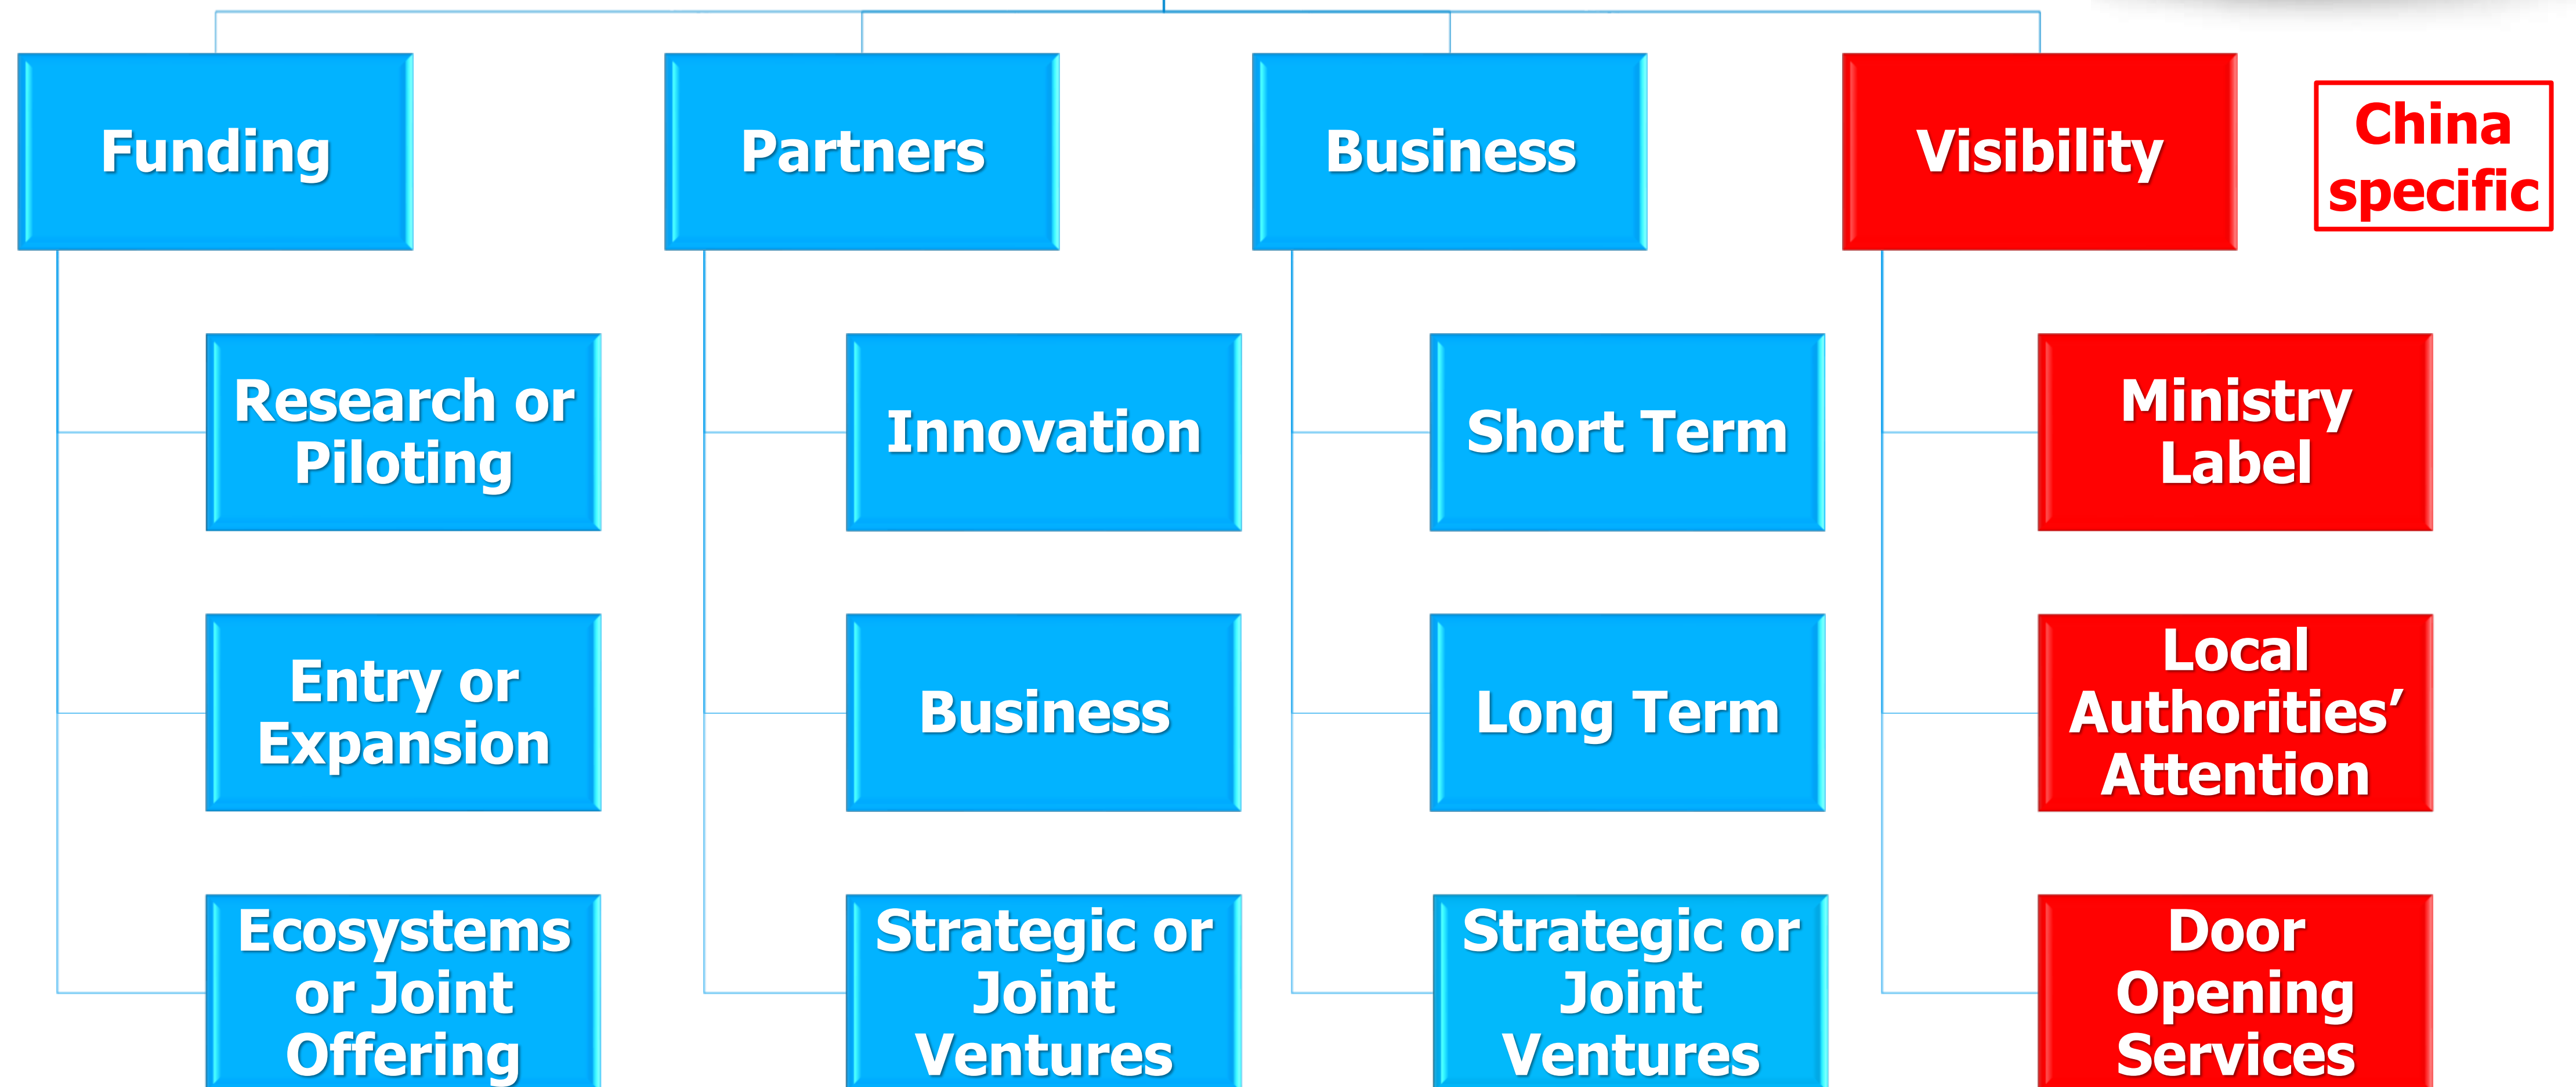 Funding
Partners
Business
Visibility
China
specific
Research or
Piloting
Innovation
Short Term
Ministry
Label
Entry or
Expansion
Business
Long Term
Local
Authorities’
Attention
Ecosystems
or Joint
Offering
Strategic or
Joint
Ventures
Strategic or
Joint
Ventures
Door
Opening
Services